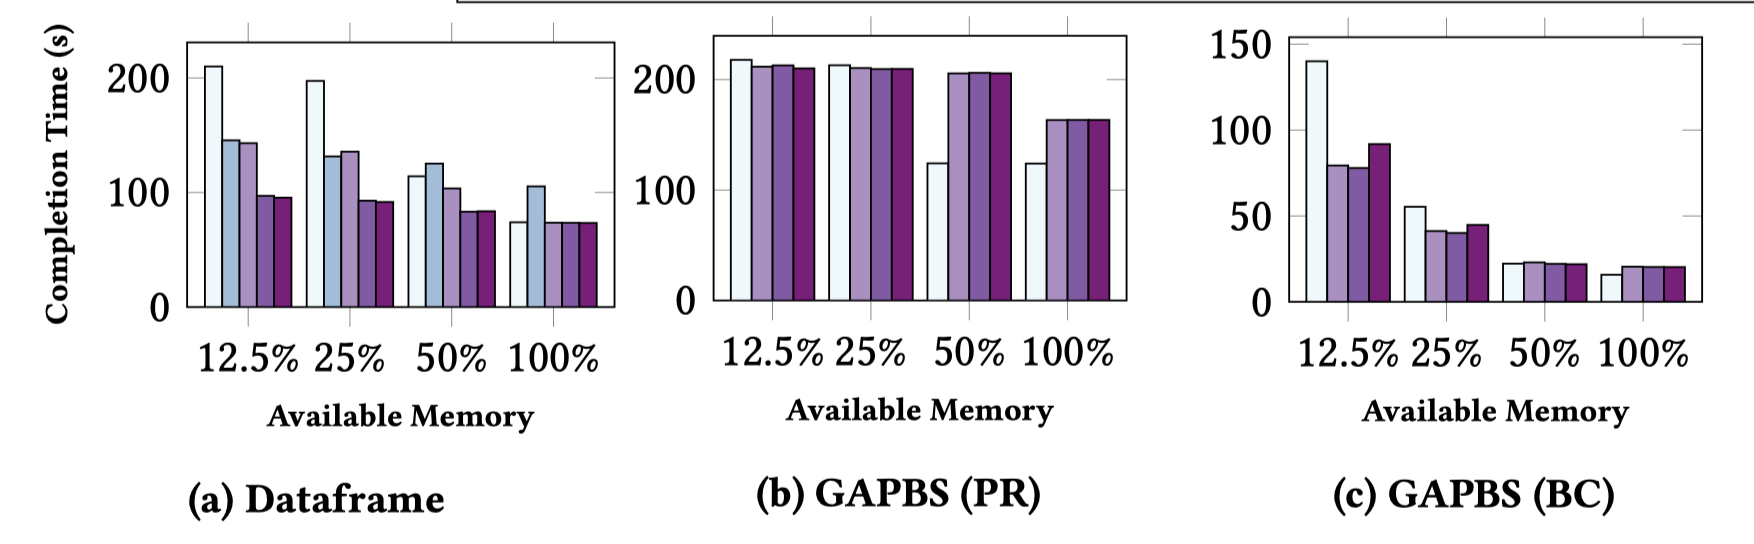 Completion Time (s)
200
100
0
12.5% 25% 50% 100%
Available Memory
(a) Dataframe
200
100
0
12.5% 25% 50% 100%
Available Memory
(b) GAPBS (PR)
150
100
50
0
12.5% 25% 50% 100%
Available Memory
(c) GAPBS (BC)